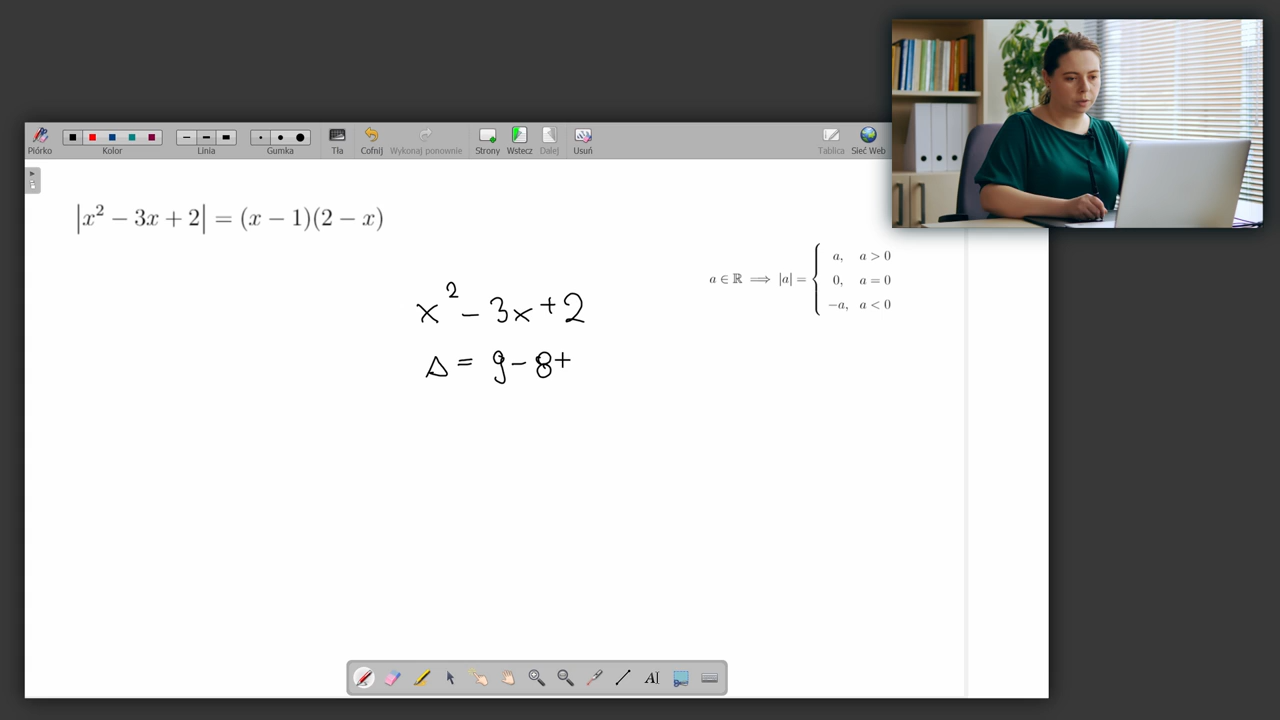 Piórko
Kolor
Linia
Gumka
Tła
Cofnij
Wykonaj ponownie
Strony
Wstecz
Dalej
Usuń
Tablica
Sieć Web
|x² − 3x + 2| = (x − 1)(2 − x)
a ∈ ℝ ⟹ |a| = { a, a > 0
0, a = 0
−a, a < 0
x² − 3x + 2
Δ = 9 − 8 +
AI